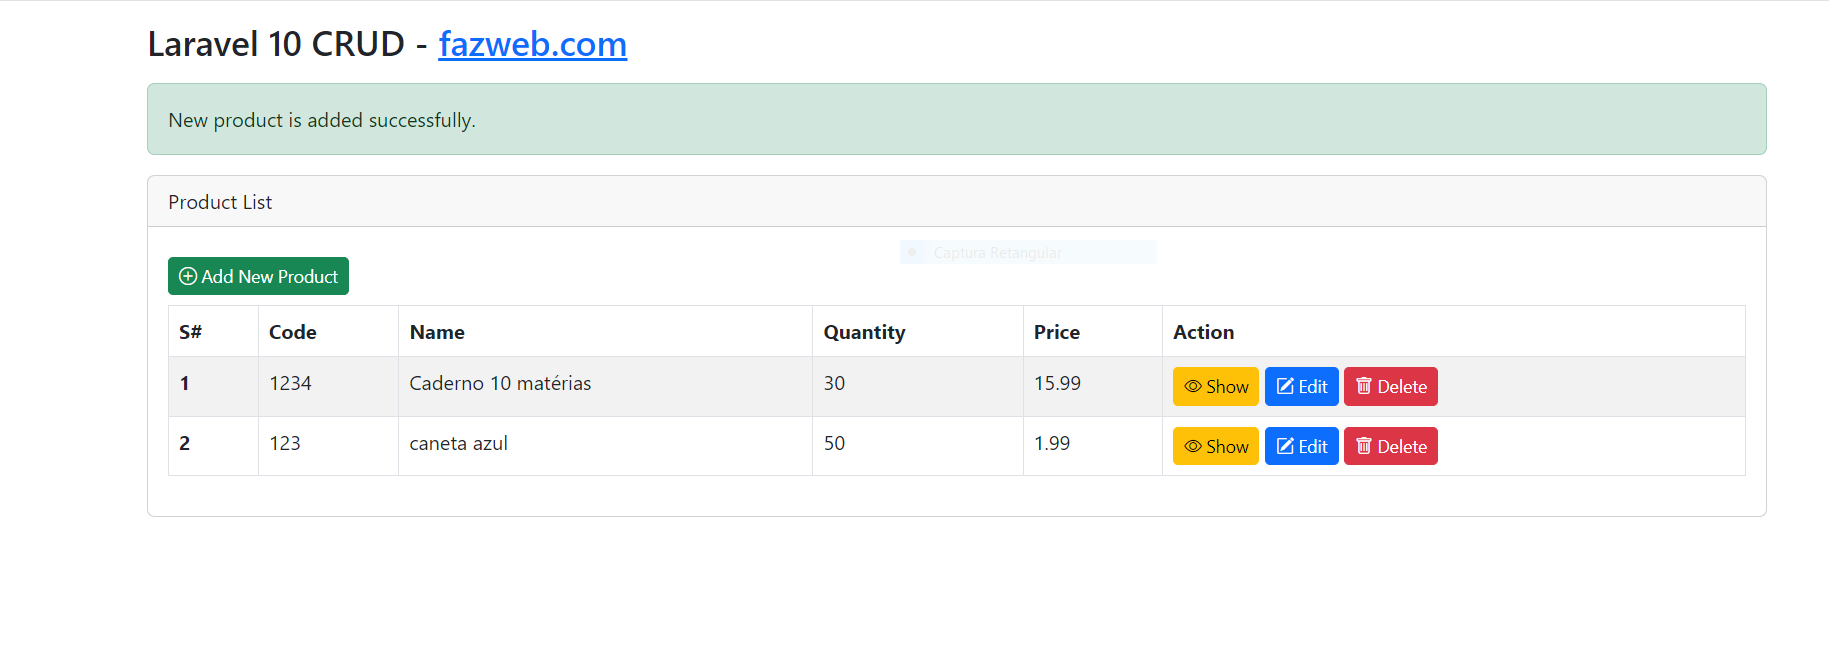 Laravel 10 CRUD - fazweb.com
New product is added successfully.
Product List
Captura Retangular
Add New Product
S# Code Name Quantity Price Action
1 1234 Caderno 10 matérias 30 15.99 Show Edit Delete
2 123 caneta azul 50 1.99 Show Edit Delete